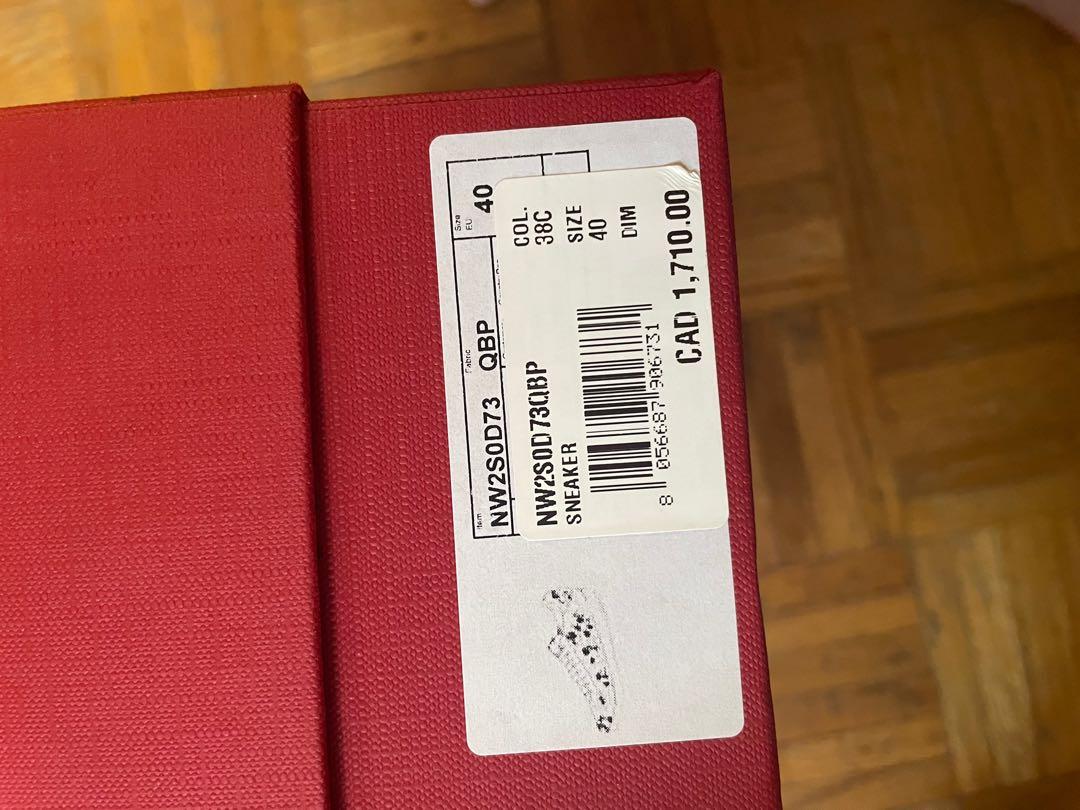 Item
NW2S0D73
Fabric
QBP
Size
EU
40
COL.
38C
SIZE
40
DIM
NW2S0D73QBP
SNEAKER
8 056687 906731
CAD 1,710.00